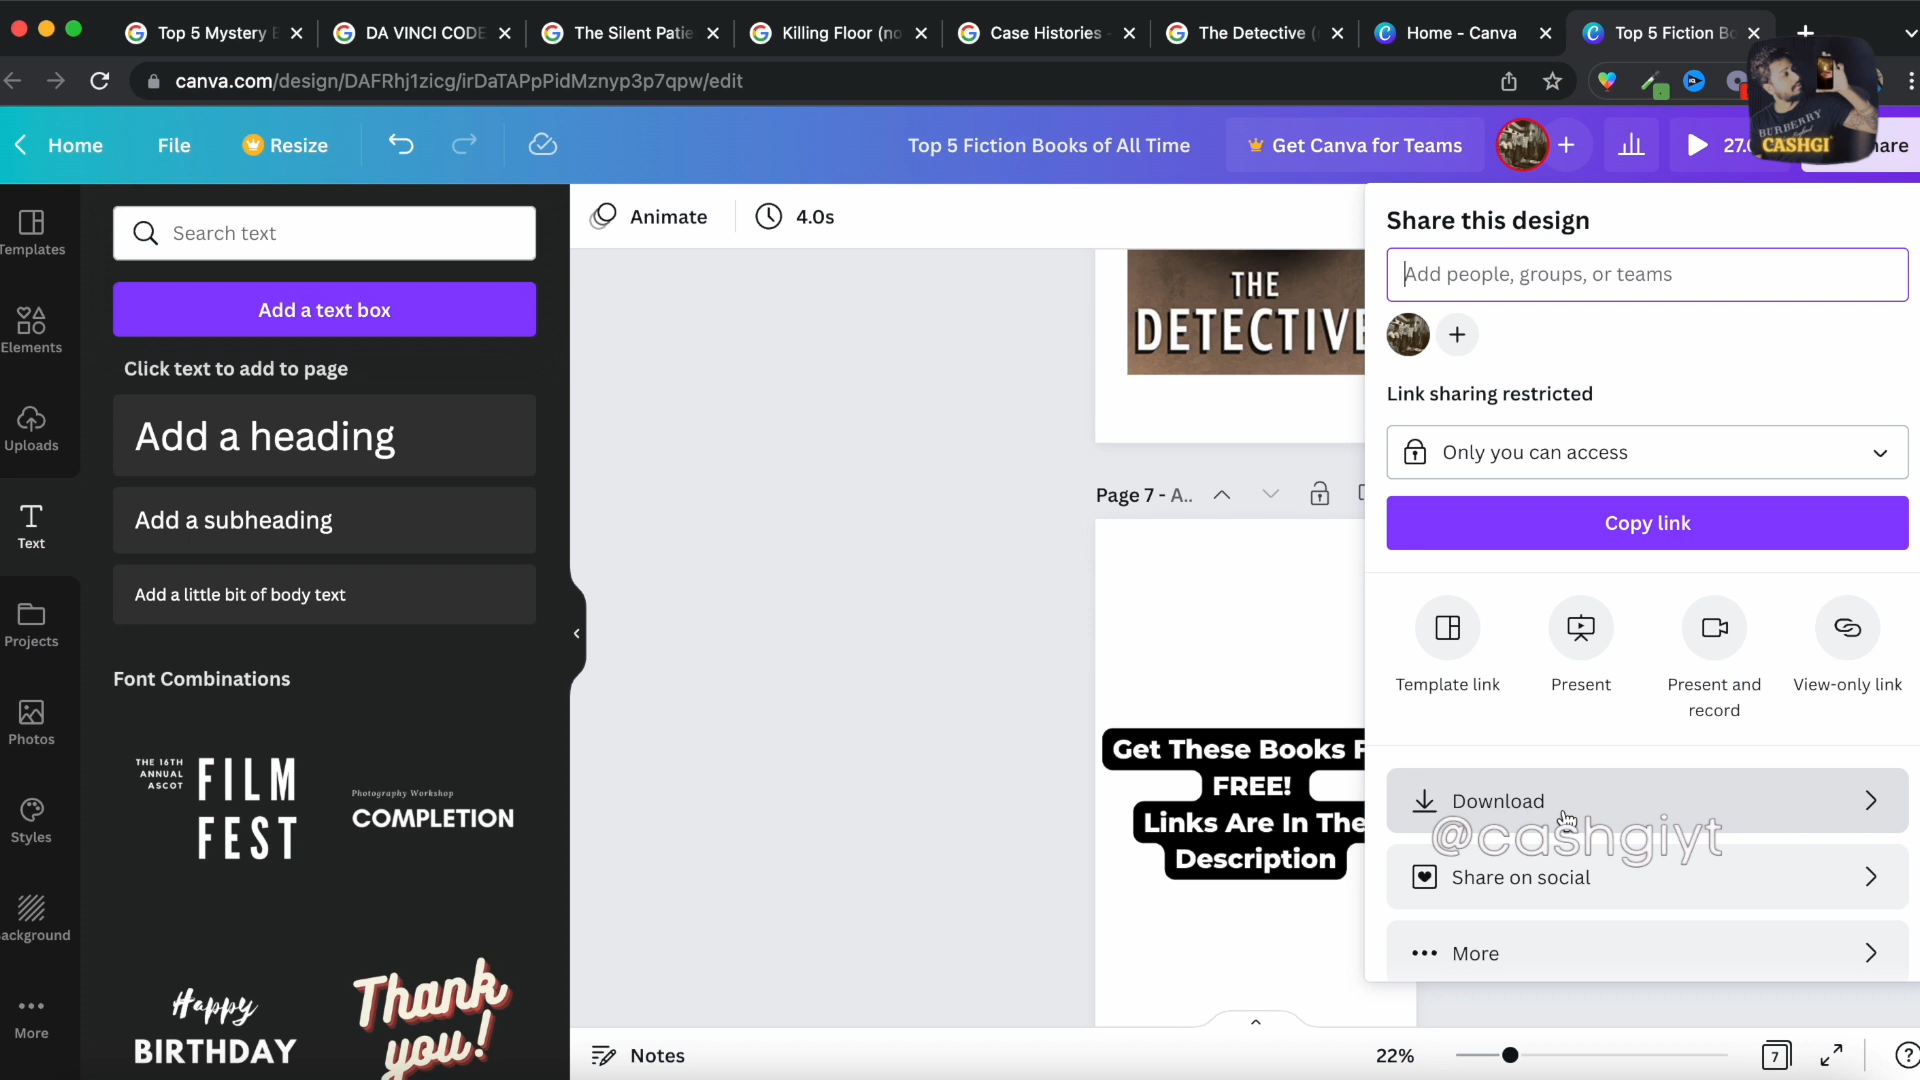 Top 5 Mystery
DA VINCI CODE
The Silent Patie
Killing Floor (no
Case Histories -
The Detective (
Home - Canva
Top 5 Fiction Bo
canva.com/design/DAFRhj1zicg/irDaTAPpPidMznyp3p7qpw/edit
BURBERRY
CASHGI
Home
File
Resize
Top 5 Fiction Books of All Time
Get Canva for Teams
27.
are
Templates
Elements
Uploads
Text
Projects
Photos
Styles
ackground
More
Search text
Add a text box
Click text to add to page
Add a heading
Add a subheading
Add a little bit of body text
Font Combinations
THE 16TH
ANNUAL
ASCOT
FILM
FEST
Photography Workshop
COMPLETION
Happy
BIRTHDAY
Thank
you!
Animate
4.0s
THE
DETECTIVE
Page 7 - A..
Get These Books F
FREE!
Links Are In The
Description
Notes
22%
7
?
Share this design
Add people, groups, or teams
Link sharing restricted
Only you can access
Copy link
Template link
Present
Present and
record
View-only link
Download
@cashgiyt
Share on social
More